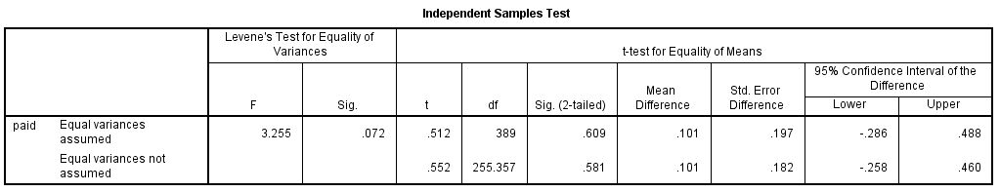 Independent Samples Test
Levene's Test for Equality of
Variances
t-test for Equality of Means
95% Confidence Interval of the
Difference
F Sig. t df Sig. (2-tailed) Mean
Difference Std. Error
Difference Lower Upper
paid Equal variances
assumed 3.255 .072 .512 389 .609 .101 .197 -.286 .488
Equal variances not
assumed .552 255.357 .581 .101 .182 -.258 .460